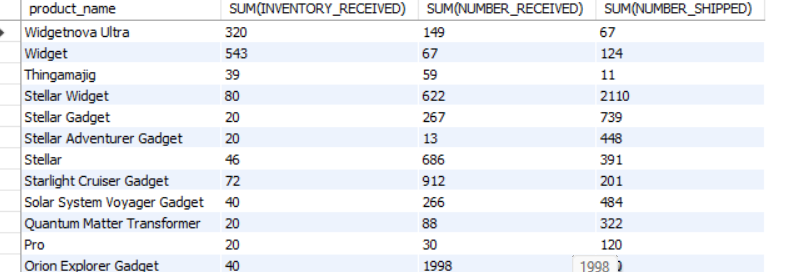 product_name SUM(INVENTORY_RECEIVED) SUM(NUMBER_RECEIVED) SUM(NUMBER_SHIPPED)
Widgetnova Ultra 320 149 67
Widget 543 67 124
Thingamajig 39 59 11
Stellar Widget 80 622 2110
Stellar Gadget 20 267 739
Stellar Adventurer Gadget 20 13 448
Stellar 46 686 391
Starlight Cruiser Gadget 72 912 201
Solar System Voyager Gadget 40 266 484
Quantum Matter Transformer 20 88 322
Pro 20 30 120
Orion Explorer Gadget 40 1998 1998